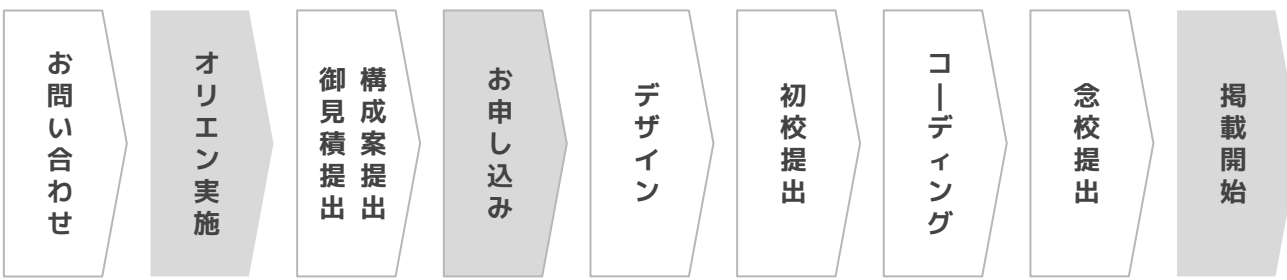 お問い合わせ
オリエン実施
構成案提出
御見積提出
お申し込み
デザイン
初校提出
コーディング
念校提出
掲載開始